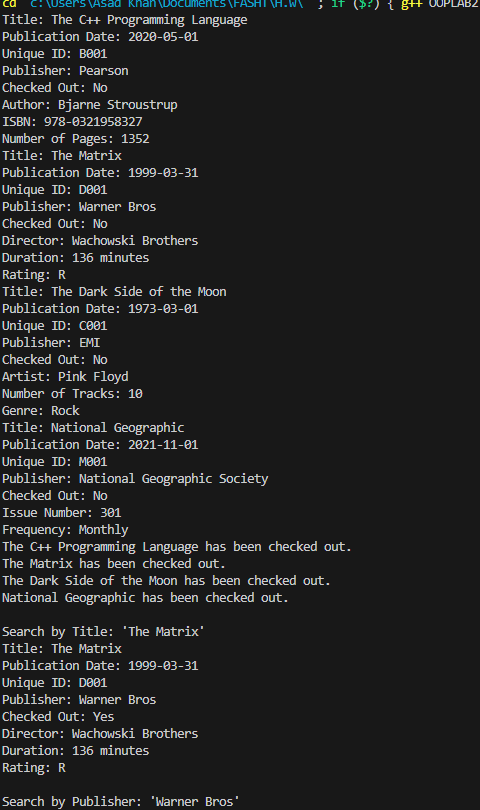 cd "c:\Users\Asad Khan\Documents\FASHT\H.W\" ; if ($?) { g++ OOPLAB2
Title: The C++ Programming Language
Publication Date: 2020-05-01
Unique ID: B001
Publisher: Pearson
Checked Out: No
Author: Bjarne Stroustrup
ISBN: 978-0321958327
Number of Pages: 1352
Title: The Matrix
Publication Date: 1999-03-31
Unique ID: D001
Publisher: Warner Bros
Checked Out: No
Director: Wachowski Brothers
Duration: 136 minutes
Rating: R
Title: The Dark Side of the Moon
Publication Date: 1973-03-01
Unique ID: C001
Publisher: EMI
Checked Out: No
Artist: Pink Floyd
Number of Tracks: 10
Genre: Rock
Title: National Geographic
Publication Date: 2021-11-01
Unique ID: M001
Publisher: National Geographic Society
Checked Out: No
Issue Number: 301
Frequency: Monthly
The C++ Programming Language has been checked out.
The Matrix has been checked out.
The Dark Side of the Moon has been checked out.
National Geographic has been checked out.
Search by Title: 'The Matrix'
Title: The Matrix
Publication Date: 1999-03-31
Unique ID: D001
Publisher: Warner Bros
Checked Out: Yes
Director: Wachowski Brothers
Duration: 136 minutes
Rating: R
Search by Publisher: 'Warner Bros'